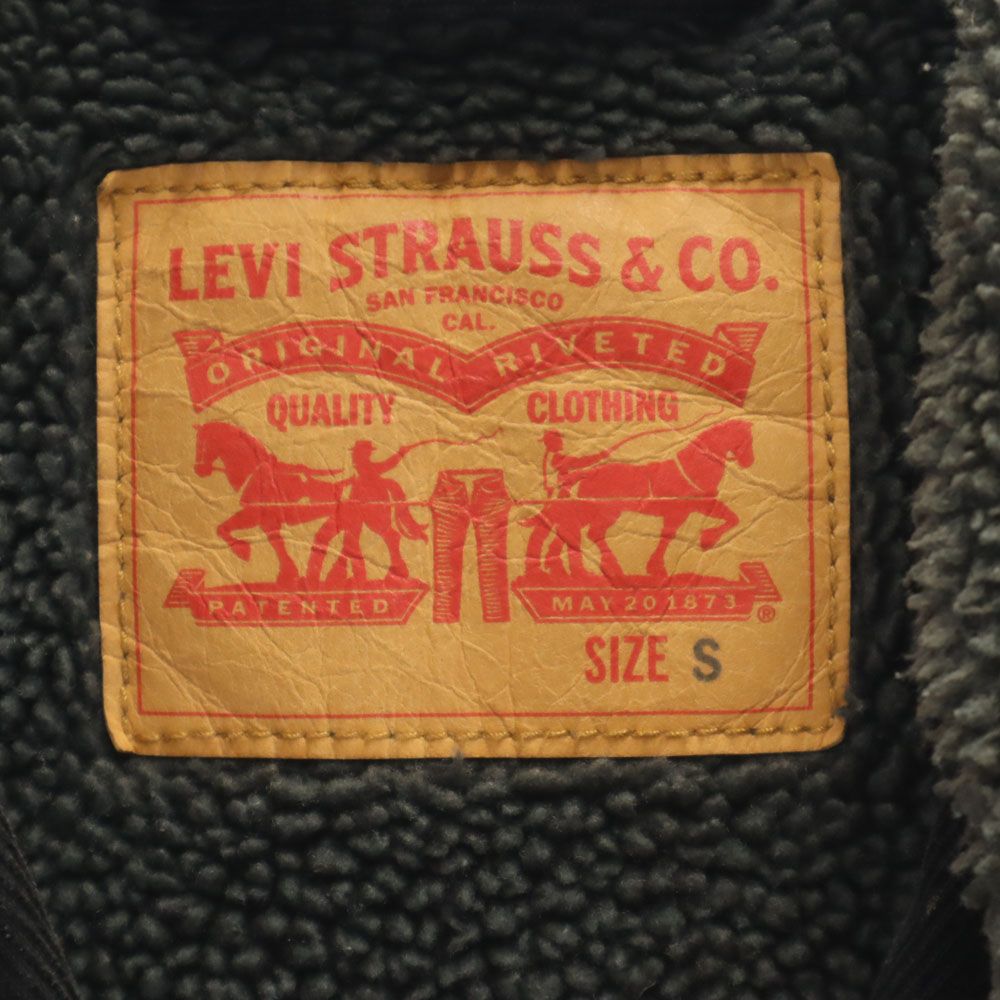 LEVI STRAUSS & CO.
SAN FRANCISCO
CAL.
ORIGINAL RIVETED
QUALITY CLOTHING
PATENTED MAY 20 1873 ®
SIZE S